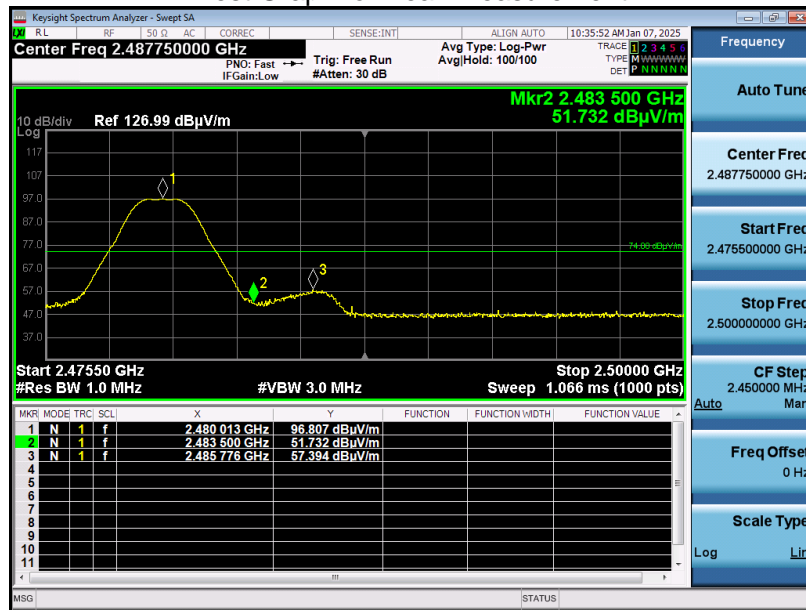 Keysight Spectrum Analyzer - Swept SA
RL RF 50 Ω AC CORREC SENSE:INT ALIGN AUTO 10:35:52 AM Jan 07, 2025
Center Freq 2.487750000 GHz
PNO: Fast
IFGain:Low
Trig: Free Run
#Atten: 30 dB
Avg Type: Log-Pwr
Avg|Hold: 100/100
TRACE 1 2 3 4 5 6
TYPE M WWWWW
DET P N N N N N
Mkr2 2.483 500 GHz
51.732 dBµV/m
10 dB/div Ref 126.99 dBµV/m
Log
117
107
97.0
87.0
77.0
67.0
57.0
47.0
37.0
1
2
3
74.00 dBµV/m
Start 2.47550 GHz Stop 2.50000 GHz
#Res BW 1.0 MHz #VBW 3.0 MHz Sweep 1.066 ms (1000 pts)
MKR MODE TRC SCL X Y FUNCTION FUNCTION WIDTH FUNCTION VALUE
1 N 1 f 2.480 013 GHz 96.807 dBµV/m
2 N 1 f 2.483 500 GHz 51.732 dBµV/m
3 N 1 f 2.485 776 GHz 57.394 dBµV/m
4
5
6
7
8
9
10
11
MSG STATUS
Frequency
Auto Tune
Center Freq
2.487750000 GHz
Start Freq
2.475500000 GHz
Stop Freq
2.500000000 GHz
CF Step
2.450000 MHz
Auto Man
Freq Offset
0 Hz
Scale Type
Log Lin